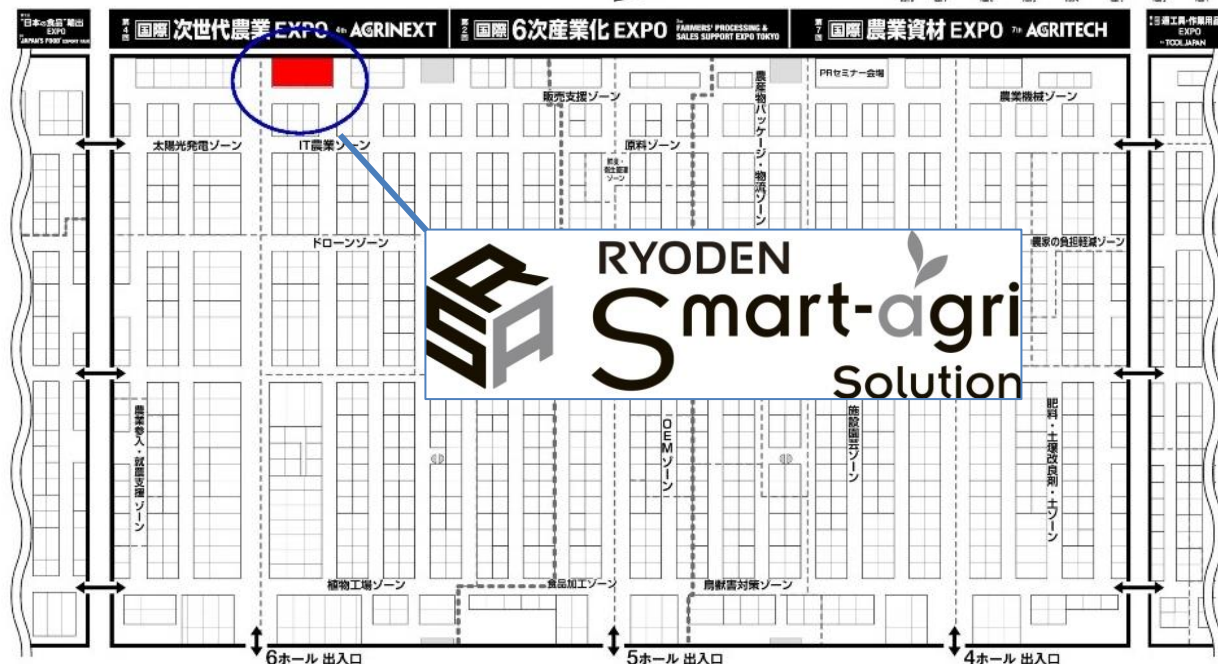 "日本の食品"輸出
EXPO
"JAPAN'S FOOD" EXPORT FAIR
第4回 国際 次世代農業 EXPO 4th AGRINEXT
第2回 国際 6次産業化 EXPO 2nd FARMERS' PROCESSING &
SALES SUPPORT EXPO TOKYO
第7回 国際 農業資材 EXPO 7th AGRITECH
道工具・作業用品
EXPO
TOOL JAPAN
PRセミナー会場
販売支援ゾーン
農産物パッケージ・物流ゾーン
農業機械ゾーン
太陽光発電ゾーン
IT農業ゾーン
原料ゾーン
ドローンゾーン
農家の負担軽減ゾーン
RYODEN
Smart-agri
Solution
RSA
農業参入・就農支援ゾーン
OEMゾーン
施設園芸ゾーン
肥料・土壌改良剤・土ゾーン
植物工場ゾーン
食品加工ゾーン
鳥獣害対策ゾーン
6ホール 出入口
5ホール 出入口
4ホール 出入口